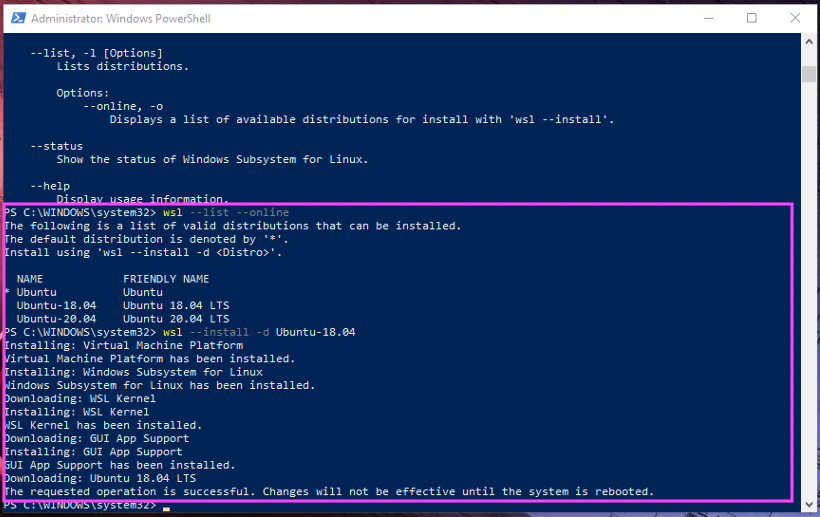 Administrator: Windows PowerShell
--list, -l [Options]
Lists distributions.
Options:
--online, -o
Displays a list of available distributions for install with 'wsl --install'.
--status
Show the status of Windows Subsystem for Linux.
--help
Display usage information.
PS C:\WINDOWS\system32> wsl --list --online
The following is a list of valid distributions that can be installed.
The default distribution is denoted by '*'.
Install using 'wsl --install -d <Distro>'.
NAME FRIENDLY NAME
* Ubuntu Ubuntu
Ubuntu-18.04 Ubuntu 18.04 LTS
Ubuntu-20.04 Ubuntu 20.04 LTS
PS C:\WINDOWS\system32> wsl --install -d Ubuntu-18.04
Installing: Virtual Machine Platform
Virtual Machine Platform has been installed.
Installing: Windows Subsystem for Linux
Windows Subsystem for Linux has been installed.
Downloading: WSL Kernel
Installing: WSL Kernel
WSL Kernel has been installed.
Downloading: GUI App Support
Installing: GUI App Support
GUI App Support has been installed.
Downloading: Ubuntu 18.04 LTS
The requested operation is successful. Changes will not be effective until the system is rebooted.
PS C:\WINDOWS\system32>